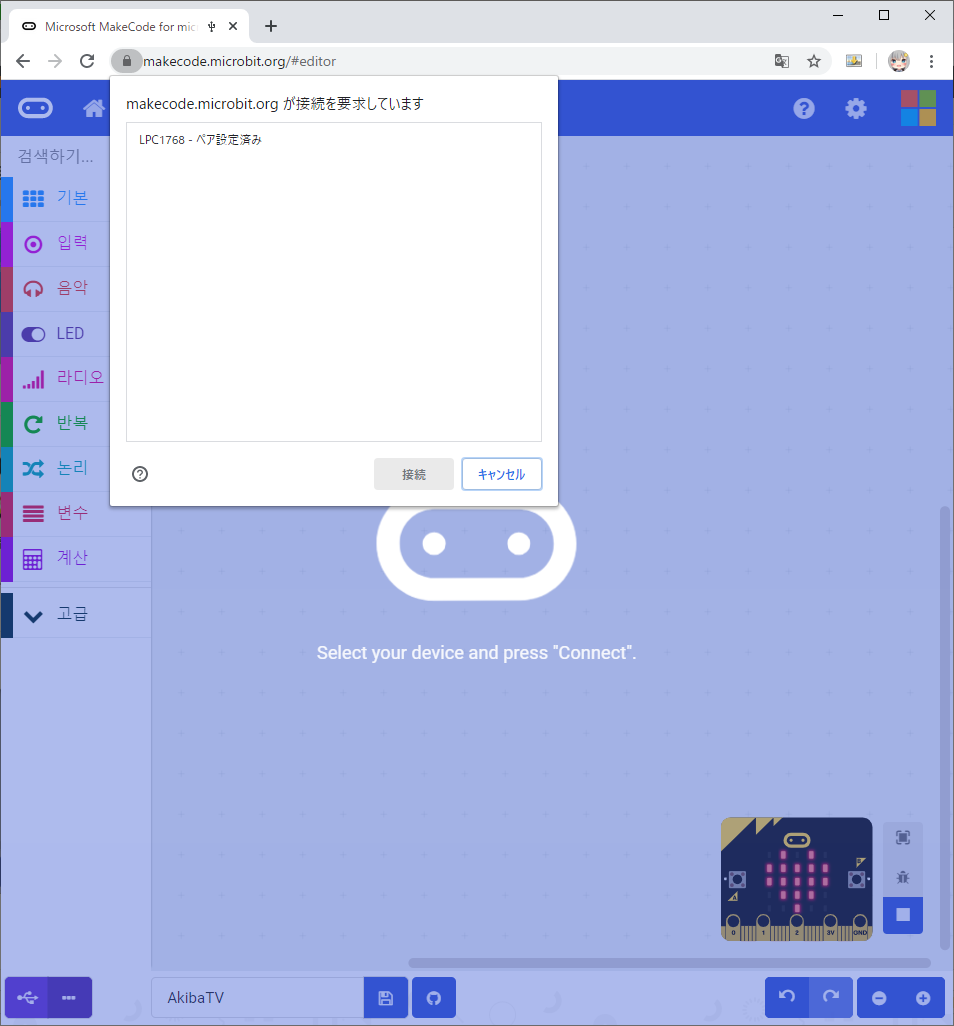 Microsoft MakeCode for mic
makecode.microbit.org/#editor
makecode.microbit.org が接続を要求しています
LPC1768 - ペア設定済み
接続
キャンセル
검색하기...
기본
입력
음악
LED
라디오
반복
논리
변수
계산
고급
Select your device and press "Connect".
B
A
0 1 2 3V GND
AkibaTV